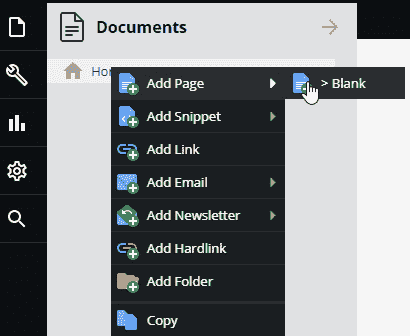 Documents
Hom
Add Page
> Blank
Add Snippet
Add Link
Add Email
Add Newsletter
Add Hardlink
Add Folder
Copy